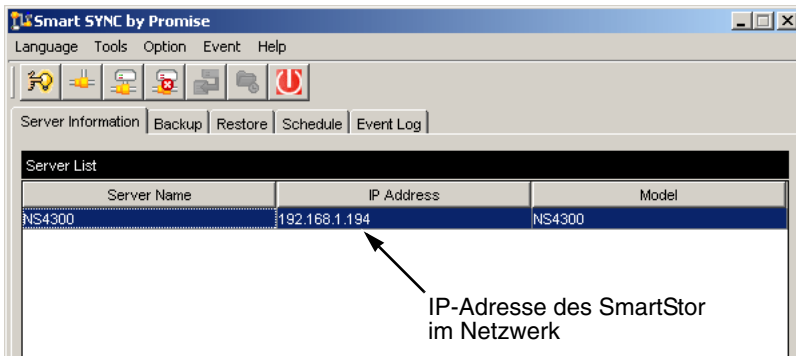 Smart SYNC by Promise
Language Tools Option Event Help
Server Information Backup Restore Schedule Event Log
Server List
Server Name IP Address Model
NS4300 192.168.1.194 NS4300
IP-Adresse des SmartStor
im Netzwerk